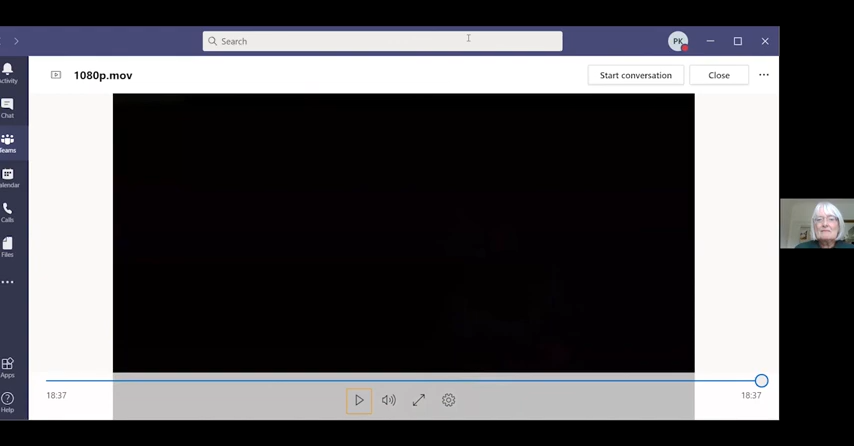 Search
PK
1080p.mov
Start conversation
Close
Activity
Chat
Teams
Calendar
Calls
Files
Apps
Help
18:37
18:37